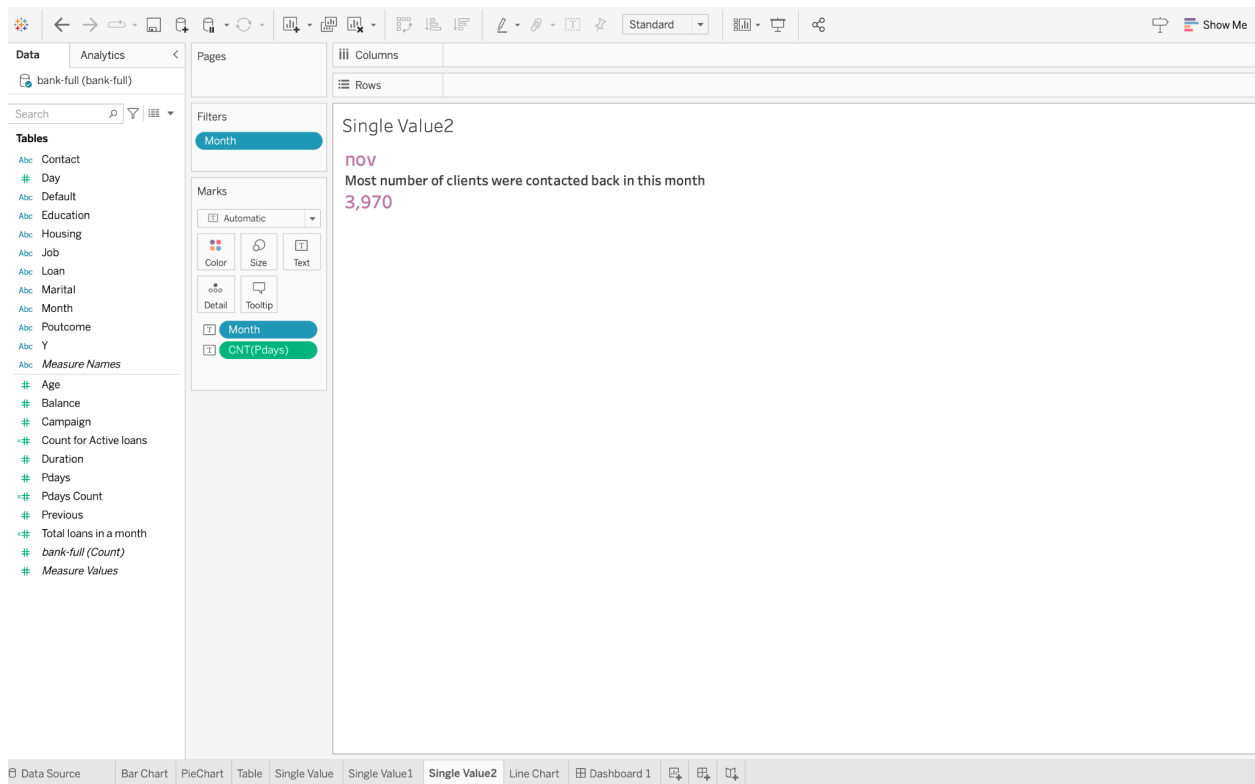 Standard
Show Me
Data
Analytics
bank-full (bank-full)
Search
Tables
Abc Contact
# Day
Abc Default
Abc Education
Abc Housing
Abc Job
Abc Loan
Abc Marital
Abc Month
Abc Poutcome
Abc Y
Abc Measure Names
# Age
# Balance
# Campaign
=# Count for Active loans
# Duration
# Pdays
=# Pdays Count
# Previous
=# Total loans in a month
# bank-full (Count)
# Measure Values
Pages
Filters
Month
Marks
T Automatic
Color
Size
T Text
Detail
Tooltip
T Month
T CNT(Pdays)
Columns
Rows
Single Value2
nov
Most number of clients were contacted back in this month
3,970
Data Source
Bar Chart
PieChart
Table
Single Value
Single Value1
Single Value2
Line Chart
Dashboard 1